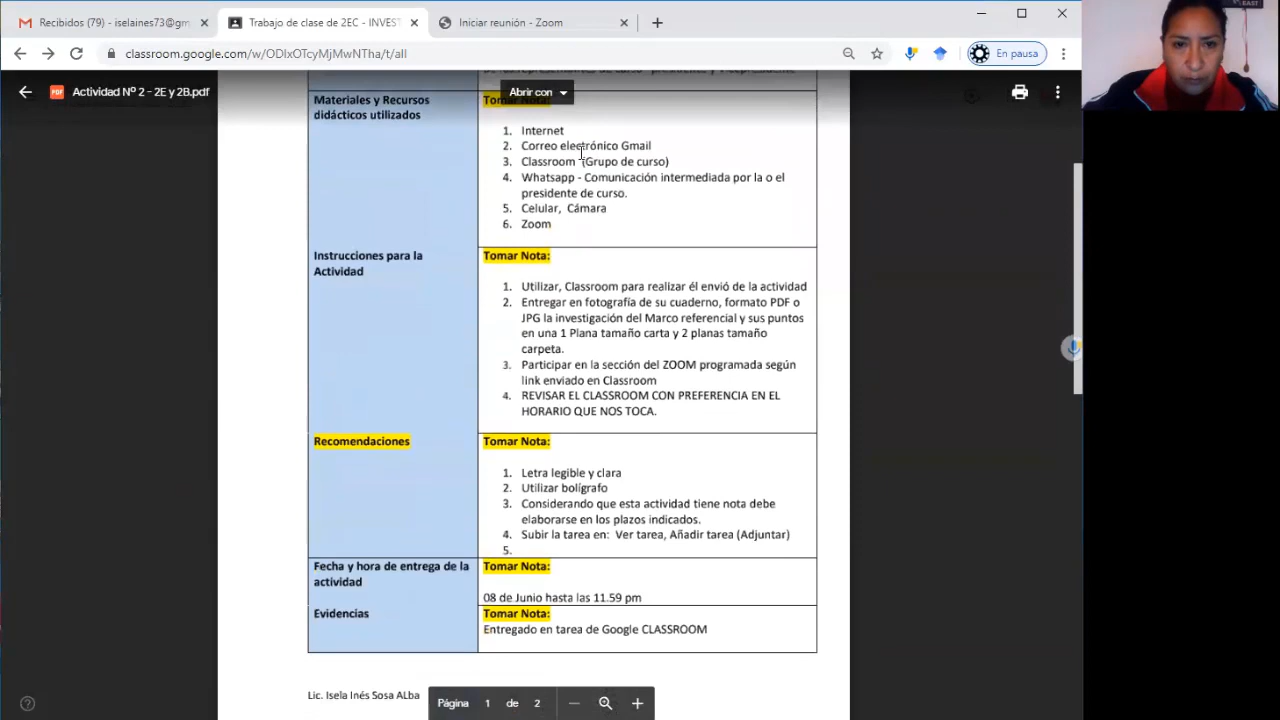 Recibidos (79) - iselaines73@gm
Trabajo de clase de 2EC - INVEST
Iniciar reunión - Zoom
classroom.google.com/w/ODIxOTcyMjMwNTha/t/all
En pausa
Actividad Nº 2 - 2E y 2B.pdf
Abrir con
Materiales y Recursos
didácticos utilizados
Tomar Nota:
1. Internet
2. Correo electrónico Gmail
3. Classroom (Grupo de curso)
4. Whatsapp - Comunicación intermediada por la o el
presidente de curso.
5. Celular, Cámara
6. Zoom
Instrucciones para la
Actividad
Tomar Nota:
1. Utilizar, Classroom para realizar él envió de la actividad
2. Entregar en fotografía de su cuaderno, formato PDF o
JPG la investigación del Marco referencial y sus puntos
en una 1 Plana tamaño carta y 2 planas tamaño
carpeta.
3. Participar en la sección del ZOOM programada según
link enviado en Classroom
4. REVISAR EL CLASSROOM CON PREFERENCIA EN EL
HORARIO QUE NOS TOCA.
Recomendaciones
Tomar Nota:
1. Letra legible y clara
2. Utilizar bolígrafo
3. Considerando que esta actividad tiene nota debe
elaborarse en los plazos indicados.
4. Subir la tarea en: Ver tarea, Añadir tarea (Adjuntar)
5.
Fecha y hora de entrega de la
actividad
Tomar Nota:
08 de Junio hasta las 11.59 pm
Evidencias
Tomar Nota:
Entregado en tarea de Google CLASSROOM
Lic. Isela Inés Sosa ALba
Página 1 de 2
EAST